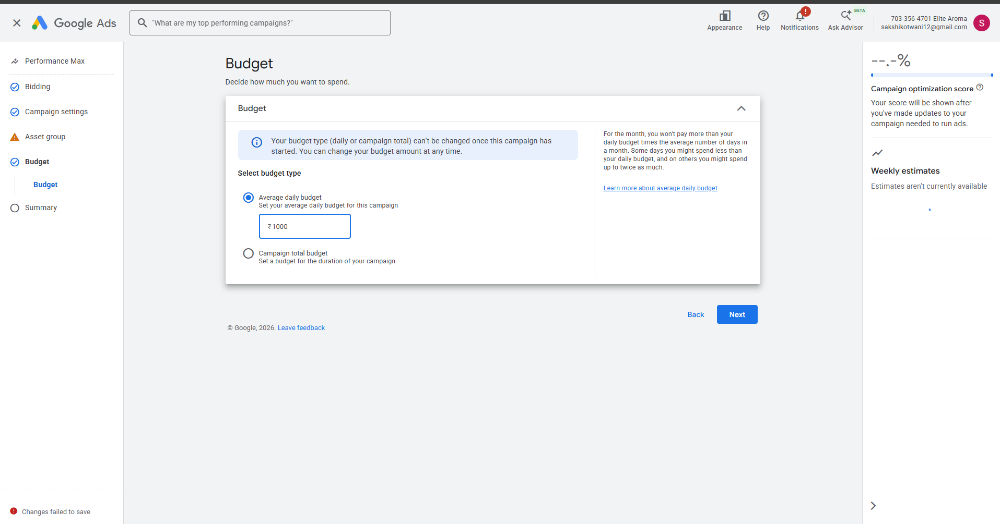 Google Ads
"What are my top performing campaigns?"
Appearance
Help
!
Notifications
BETA
Ask Advisor
703-356-4701 Elite Aroma
sakshikotwani12@gmail.com
S
Performance Max
Bidding
Campaign settings
Asset group
Budget
Budget
Summary
Changes failed to save
Budget
Decide how much you want to spend.
Budget
Your budget type (daily or campaign total) can't be changed once this campaign has
started. You can change your budget amount at any time.
Select budget type
Average daily budget
Set your average daily budget for this campaign
₹1000
Campaign total budget
Set a budget for the duration of your campaign
For the month, you won't pay more than your
daily budget times the average number of days in
a month. Some days you might spend less than
your daily budget, and on others you might spend
up to twice as much.
Learn more about average daily budget
Back
Next
© Google, 2026. Leave feedback
--.-%
Campaign optimization score
Your score will be shown after
you've made updates to your
campaign needed to run ads.
Weekly estimates
Estimates aren't currently available